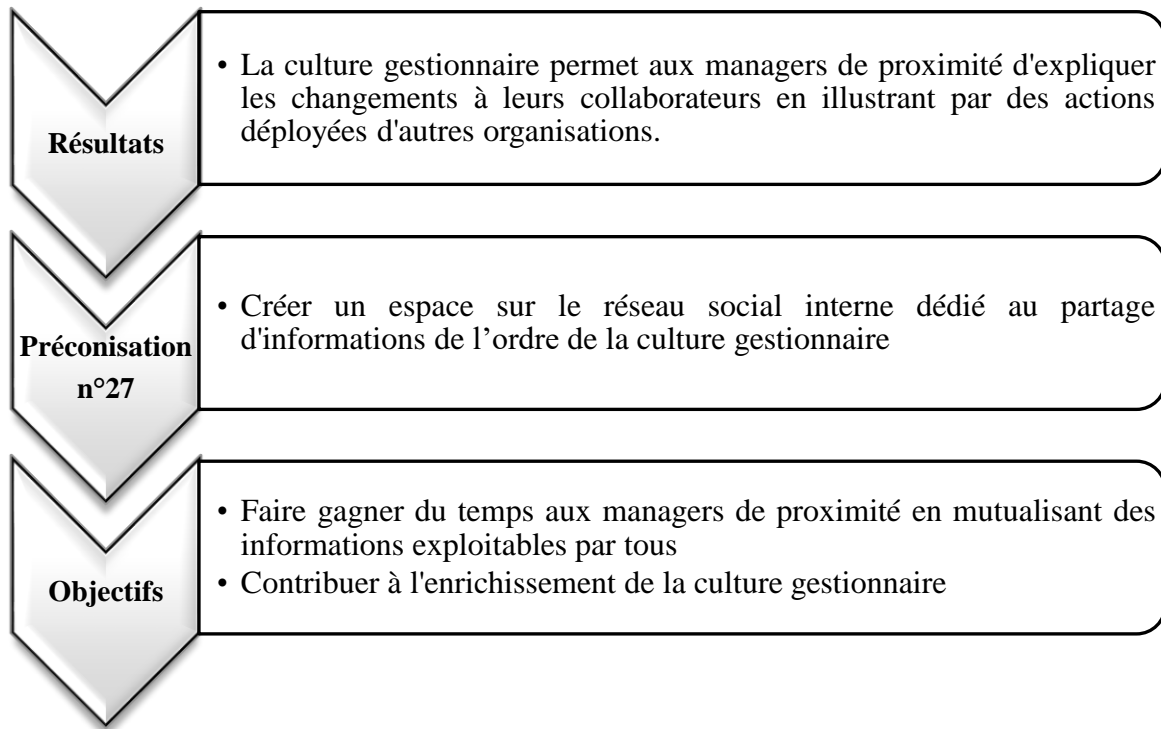 Résultats
• La culture gestionnaire permet aux managers de proximité d'expliquer
les changements à leurs collaborateurs en illustrant par des actions
déployées d'autres organisations.
Préconisation
n°27
• Créer un espace sur le réseau social interne dédié au partage
d'informations de l’ordre de la culture gestionnaire
Objectifs
• Faire gagner du temps aux managers de proximité en mutualisant des
informations exploitables par tous
• Contribuer à l'enrichissement de la culture gestionnaire